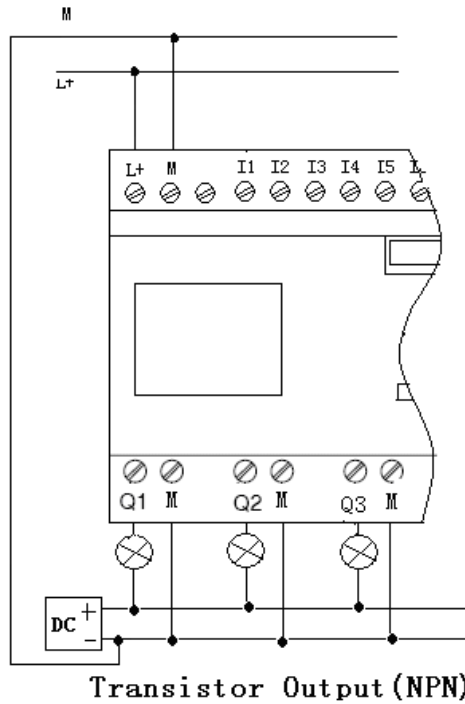 M
L+
L+ M I1 I2 I3 I4 I5
Q1 M Q2 M Q3 M
DC + −
Transistor Output(NPN)